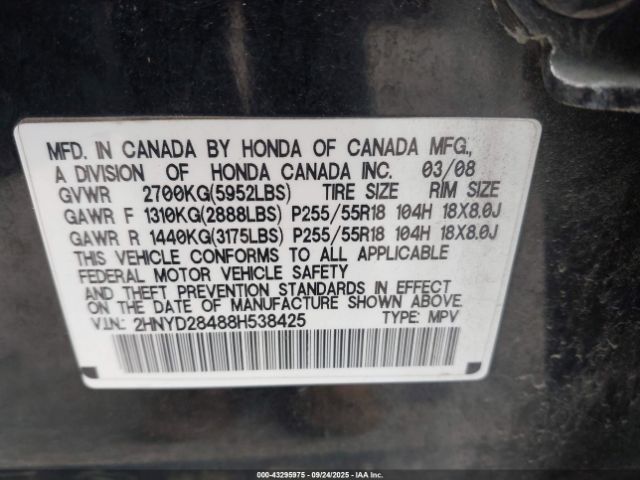 MFD. IN CANADA BY HONDA OF CANADA MFG.,
A DIVISION OF HONDA CANADA INC. 03/08
GVWR 2700KG(5952LBS) TIRE SIZE RIM SIZE
GAWR F 1310KG(2888LBS) P255/55R18 104H 18X8.0J
GAWR R 1440KG(3175LBS) P255/55R18 104H 18X8.0J
THIS VEHICLE CONFORMS TO ALL APPLICABLE
FEDERAL MOTOR VEHICLE SAFETY
AND THEFT PREVENTION STANDARDS IN EFFECT
ON THE DATE OF MANUFACTURE SHOWN ABOVE.
V.I.N.: 2HNYD28488H538425 TYPE: MPV
000-43295975 - 09/24/2025 - IAA Inc.